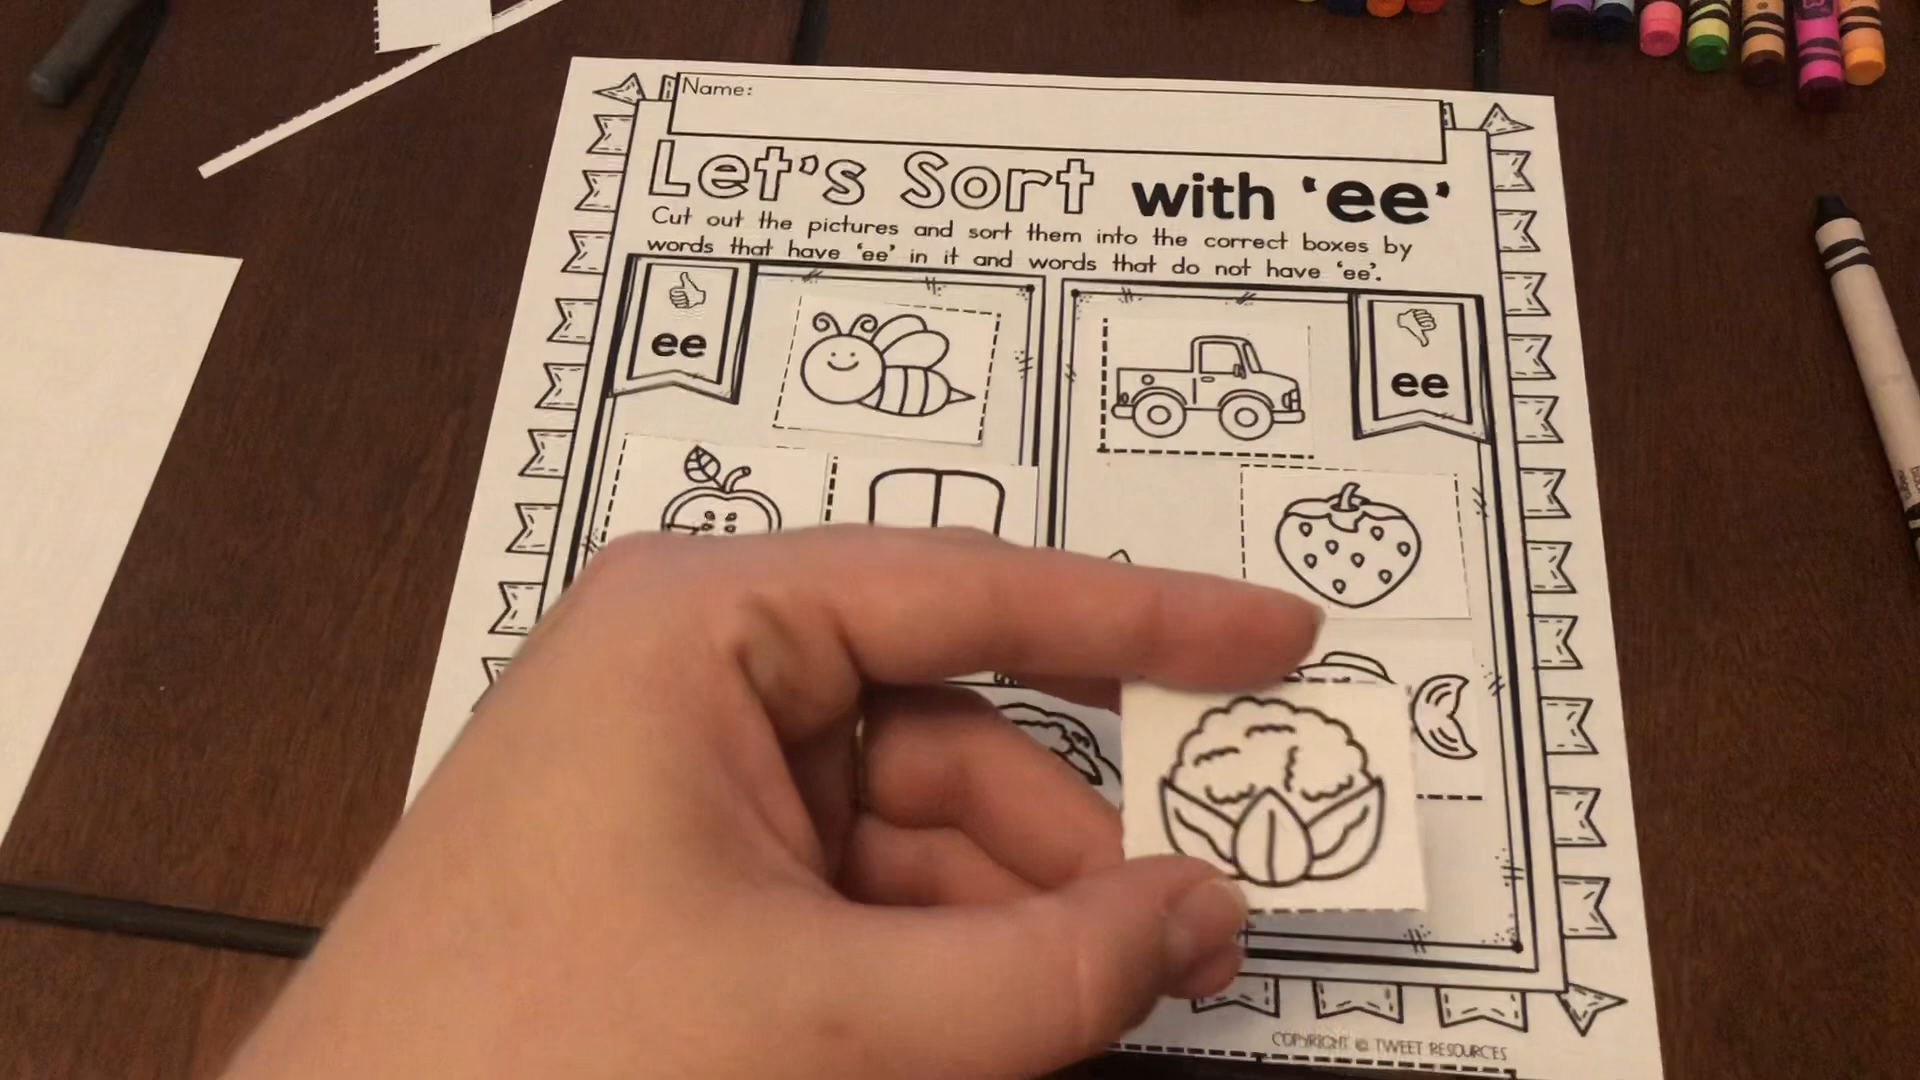 Name:
Let's Sort with 'ee'
Cut out the pictures and sort them into the correct boxes by
words that have 'ee' in it and words that do not have 'ee'.
ee
ee
COPYRIGHT © TWEET RESOURCES